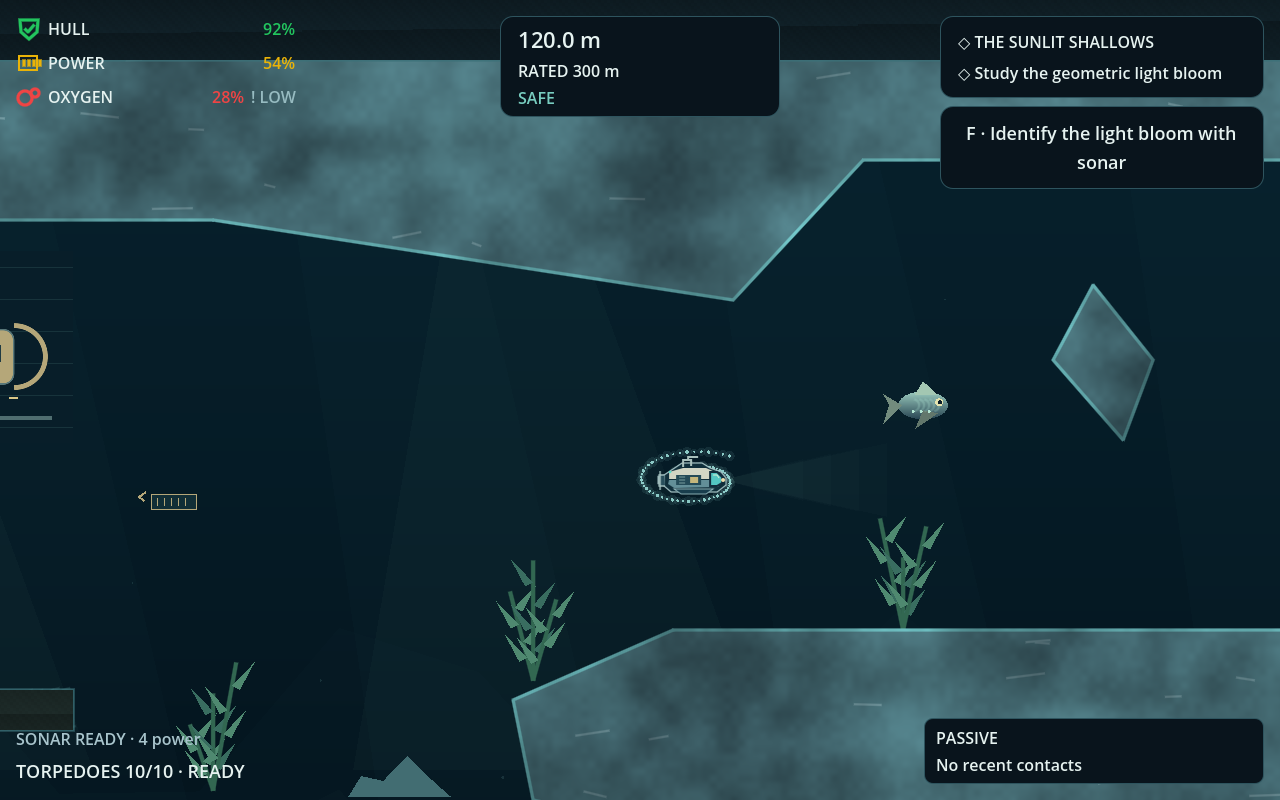 HULL 92%
POWER 54%
OXYGEN 28% ! LOW
120.0 m
RATED 300 m
SAFE
◇ THE SUNLIT SHALLOWS
◇ Study the geometric light bloom
F · Identify the light bloom with
sonar
SONAR READY · 4 power
TORPEDOES 10/10 · READY
PASSIVE
No recent contacts